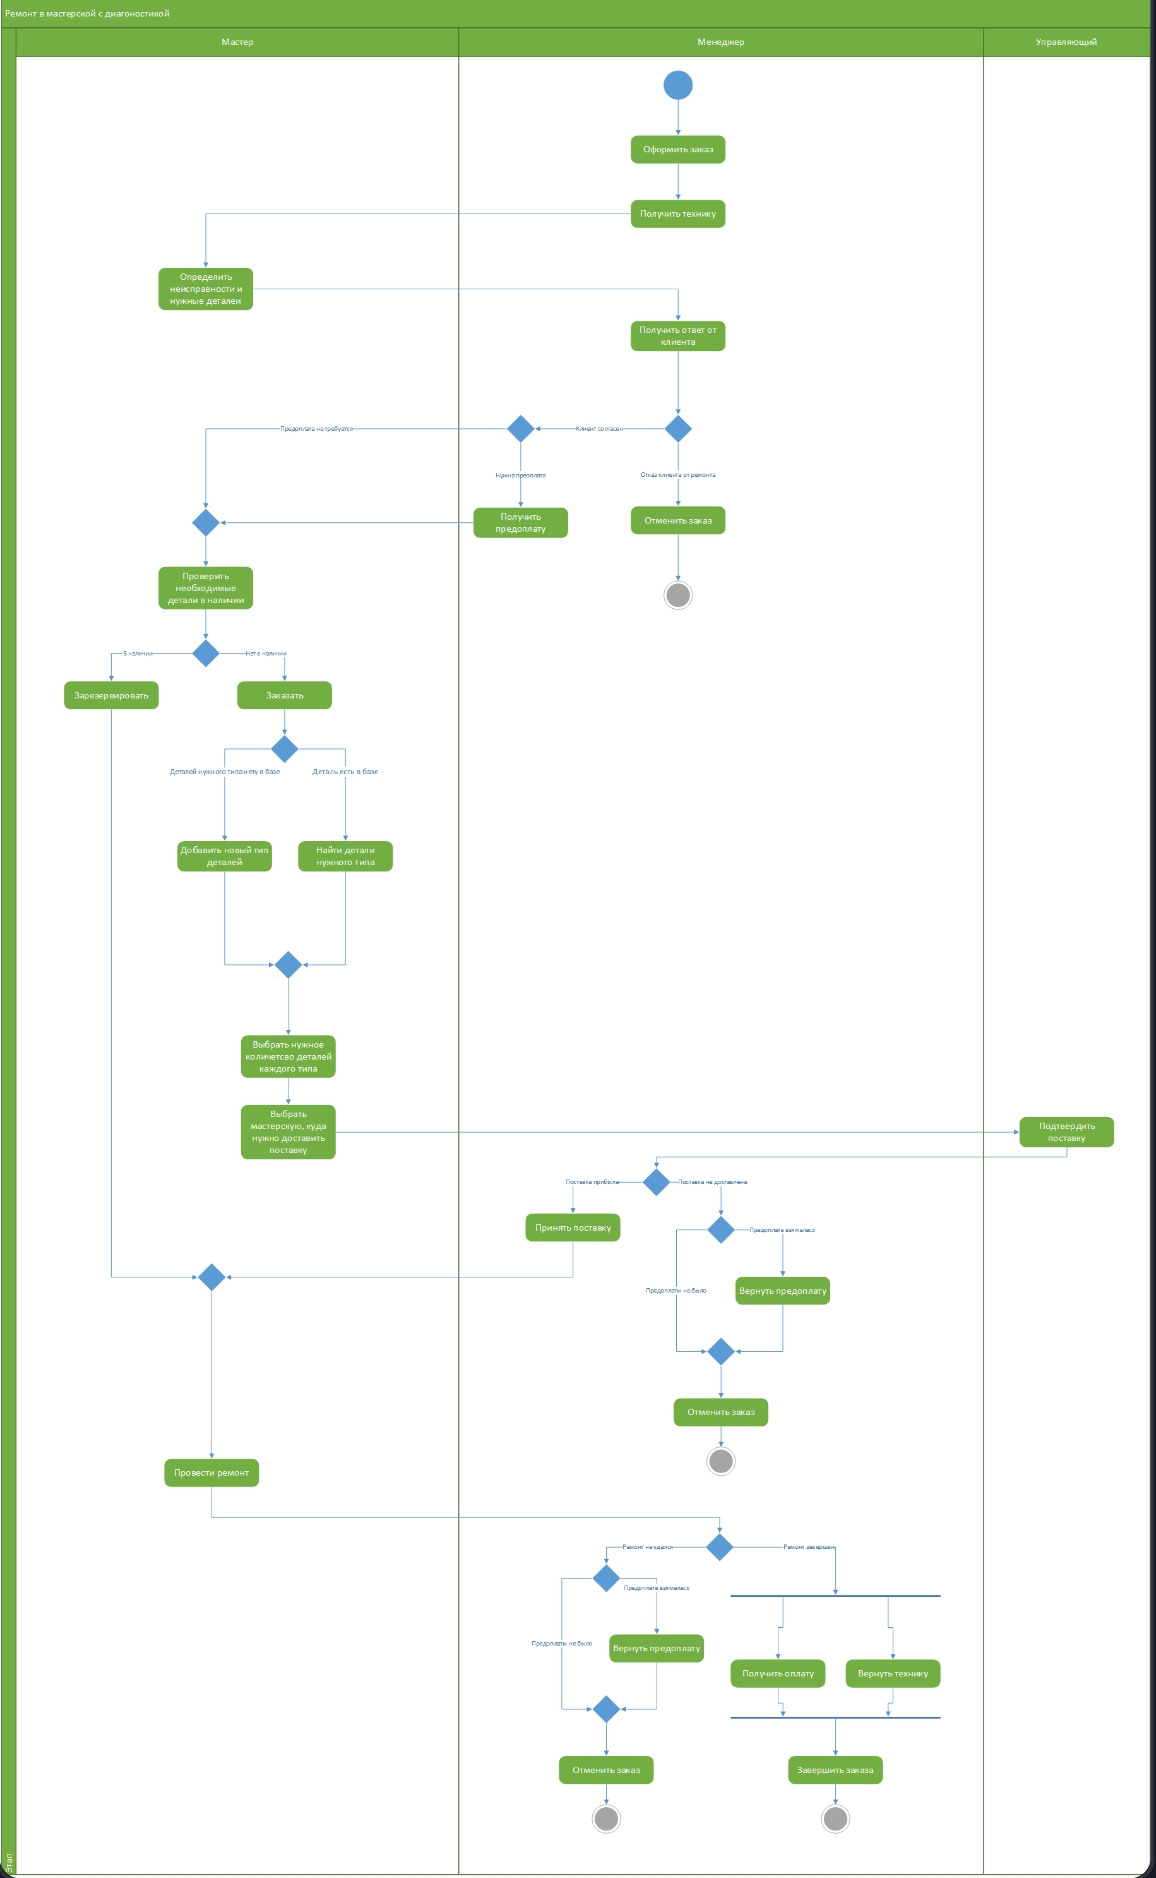 Ремонт в мастерской с диагоностикой
Мастер
Менеджер
Управляющий
Оформить заказ
Получить технику
Определить
неисправности и
нужные деталеи
Получить ответ от
клиента
Предоплата не требуется
Клиент согласен
Нужна преоплата
Отказ клиента от ремонта
Получить
предоплату
Отменить заказ
Проверить
необходимые
детали в наличии
В наличии
Нет в наличии
Зарезервировать
Заказать
Деталей нужного типа нету в базе
Деталь есть в базе
Добавить новый тип
деталей
Найти детали
нужного типа
Выбрать нужное
количетсво деталей
каждого типа
Выбрать
мастерскую, куда
нужно доставить
поставку
Подтвердить
поставку
Поставка прибыла
Поставка не доставлена
Принять поставку
Предоплата взималась
Предоплаты не было
Вернуть предоплату
Отменить заказ
Провести ремонт
Ремонт не удался
Ремонт завершен
Предоплата взималась
Предоплаты не было
Вернуть предоплату
Получить оплату
Вернуть технику
Отменить заказ
Завершить заказа
Этап